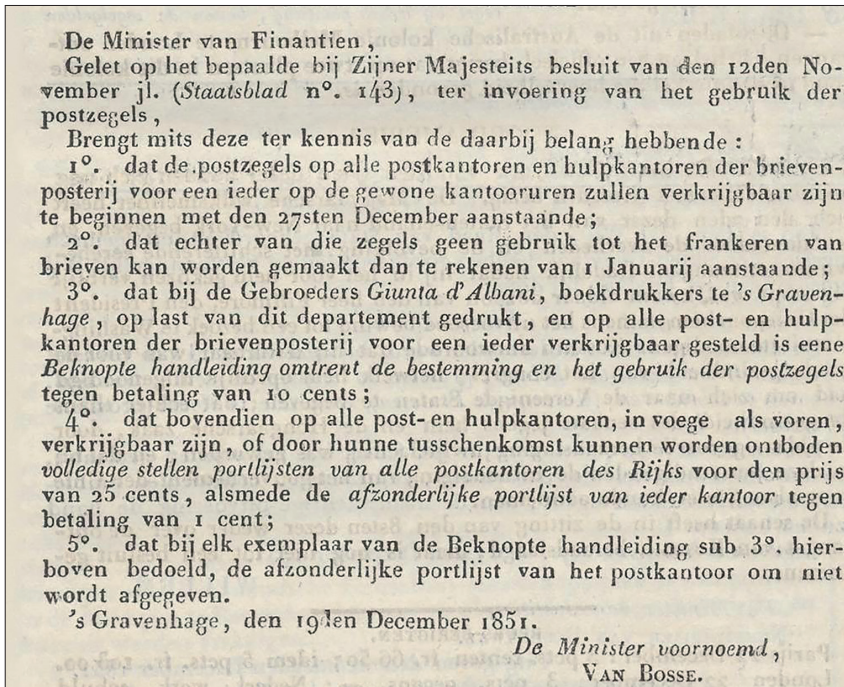 De Minister van Finantien,
Gelet op het bepaalde bij Zijner Majesteits besluit van den 12den No-
vember jl. (Staatsblad n°. 143), ter invoering van het gebruik der
postzegels,
Brengt mits deze ter kennis van de daarbij belang hebbende:
1°. dat de postzegels op alle postkantoren en hulpkantoren der brieven-
posterij voor een ieder op de gewone kantooruren zullen verkrijgbaar zijn
te beginnen met den 27sten December aanstaande;
2°. dat echter van die zegels geen gebruik tot het frankeren van
brieven kan worden gemaakt dan te rekenen van 1 Januarij aanstaande;
3°. dat bij de Gebroeders Giunta d'Albani, boekdrukkers te 's Graven-
hage, op last van dit departement gedrukt, en op alle post- en hulp-
kantoren der brievenposterij voor een ieder verkrijgbaar gesteld is eene
Beknopte handleiding omtrent de bestemming en het gebruik der postzegels
tegen betaling van 10 cents;
4°. dat bovendien op alle post- en hulpkantoren, in voege als voren,
verkrijgbaar zijn, of door hunne tusschenkomst kunnen worden ontboden
volledige stellen portlijsten van alle postkantoren des Rijks voor den prijs
van 25 cents, alsmede de afzonderlijke portlijst van ieder kantoor tegen
betaling van 1 cent;
5°. dat bij elk exemplaar van de Beknopte handleiding sub 3°. hier-
boven bedoeld, de afzonderlijke portlijst van het postkantoor om niet
wordt afgegeven.
's Gravenhage, den 19den December 1851.
De Minister voornoemd,
VAN BOSSE.